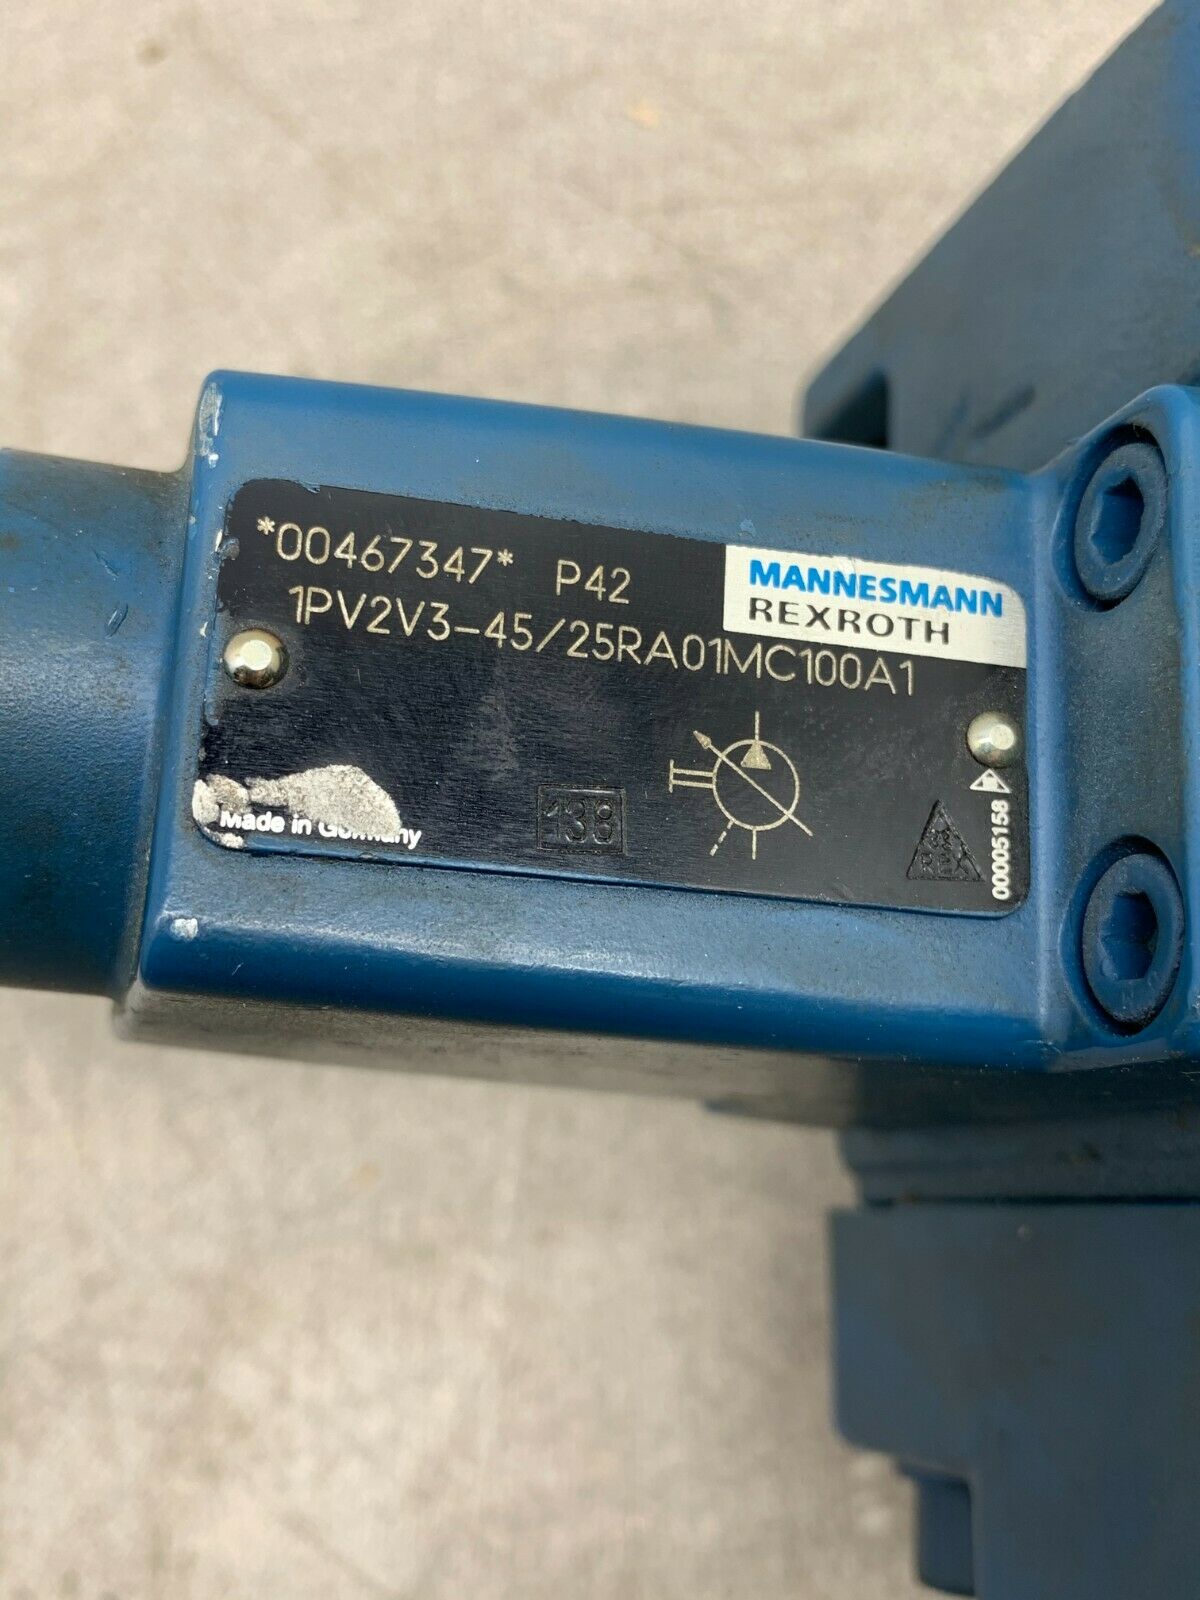 *00467347* P42
MANNESMANN
REXROTH
1PV2V3-45/25RA01MC100A1
Made in Germany
138
00005158